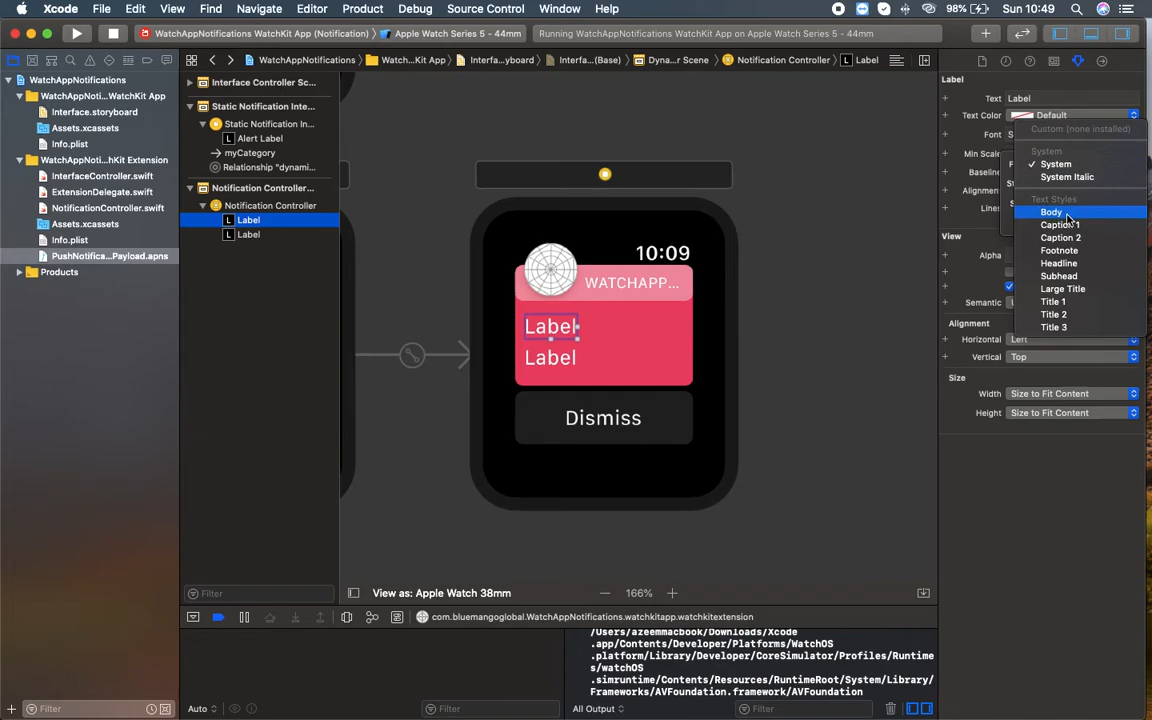 Xcode File Edit View Find Navigate Editor Product Debug Source Control Window Help 98% Sun 10:49
WatchAppNotifications WatchKit App (Notification) Apple Watch Series 5 - 44mm Running WatchAppNotifications WatchKit App on Apple Watch Series 5 - 44mm
WatchAppNotifications Watch...Kit App Interfa...yboard Interfa...(Base) Dyna...r Scene Notification Controller L Label
WatchAppNotifications
WatchAppNoti...WatchKit App
Interface.storyboard
Assets.xcassets
Info.plist
WatchAppNoti...hKit Extension
InterfaceController.swift
ExtensionDelegate.swift
NotificationController.swift
Assets.xcassets
Info.plist
PushNotifica...Payload.apns
Products
Filter
Interface Controller Sc...
Static Notification Inte...
Static Notification In...
L Alert Label
myCategory
Relationship "dynami...
Notification Controller...
Notification Controller
L Label
L Label
Filter
10:09
WATCHAPP...
Label
Label
Dismiss
View as: Apple Watch 38mm
166%
Label
Text Label
Text Color Default
Font S
Min Scale
Baseline
Alignment
Lines
Custom (none installed)
System
✓ System
System Italic
Text Styles
Body
Caption 1
Caption 2
Footnote
Headline
Subhead
Large Title
Title 1
Title 2
Title 3
View
Alpha
Semantic
Alignment
Horizontal Left
Vertical Top
Size
Width Size to Fit Content
Height Size to Fit Content
com.bluemangoglobal.WatchAppNotifications.watchkitapp.watchkitextension
/Users/azeemmacbook/Downloads/Xcode
.app/Contents/Developer/Platforms/WatchOS
.platform/Library/Developer/CoreSimulator/Profiles/Runtime
s/watchOS
.simruntime/Contents/Resources/RuntimeRoot/System/Library/
Frameworks/AVFoundation.framework/AVFoundation
Auto
Filter
All Output
Filter